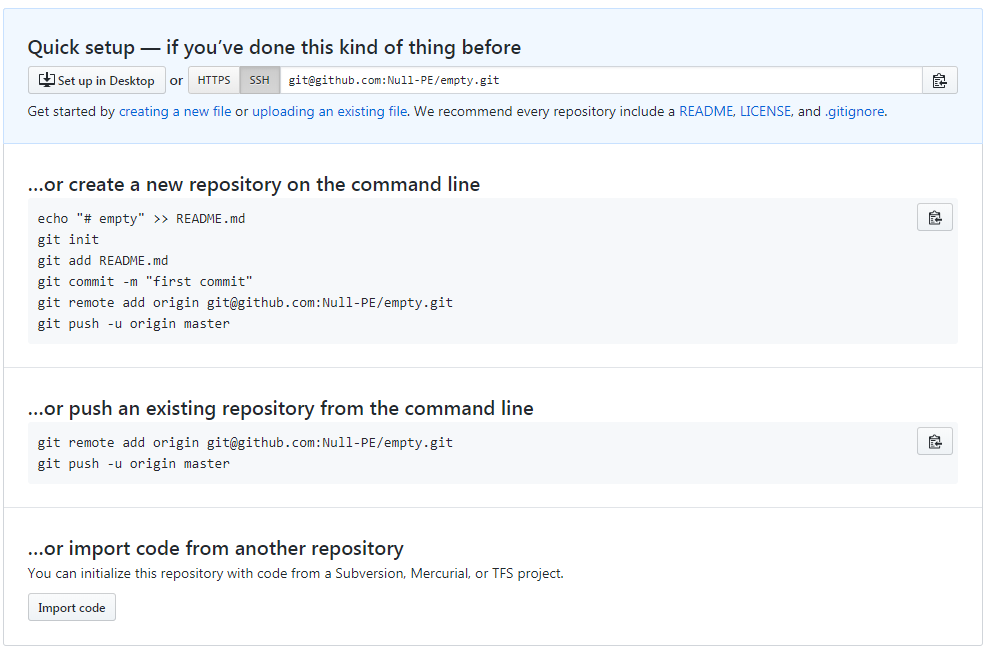 Quick setup — if you’ve done this kind of thing before
Set up in Desktop or HTTPS SSH git@github.com:Null-PE/empty.git
Get started by creating a new file or uploading an existing file. We recommend every repository include a README, LICENSE, and .gitignore.
…or create a new repository on the command line
echo "# empty" >> README.md
git init
git add README.md
git commit -m "first commit"
git remote add origin git@github.com:Null-PE/empty.git
git push -u origin master
…or push an existing repository from the command line
git remote add origin git@github.com:Null-PE/empty.git
git push -u origin master
…or import code from another repository
You can initialize this repository with code from a Subversion, Mercurial, or TFS project.
Import code